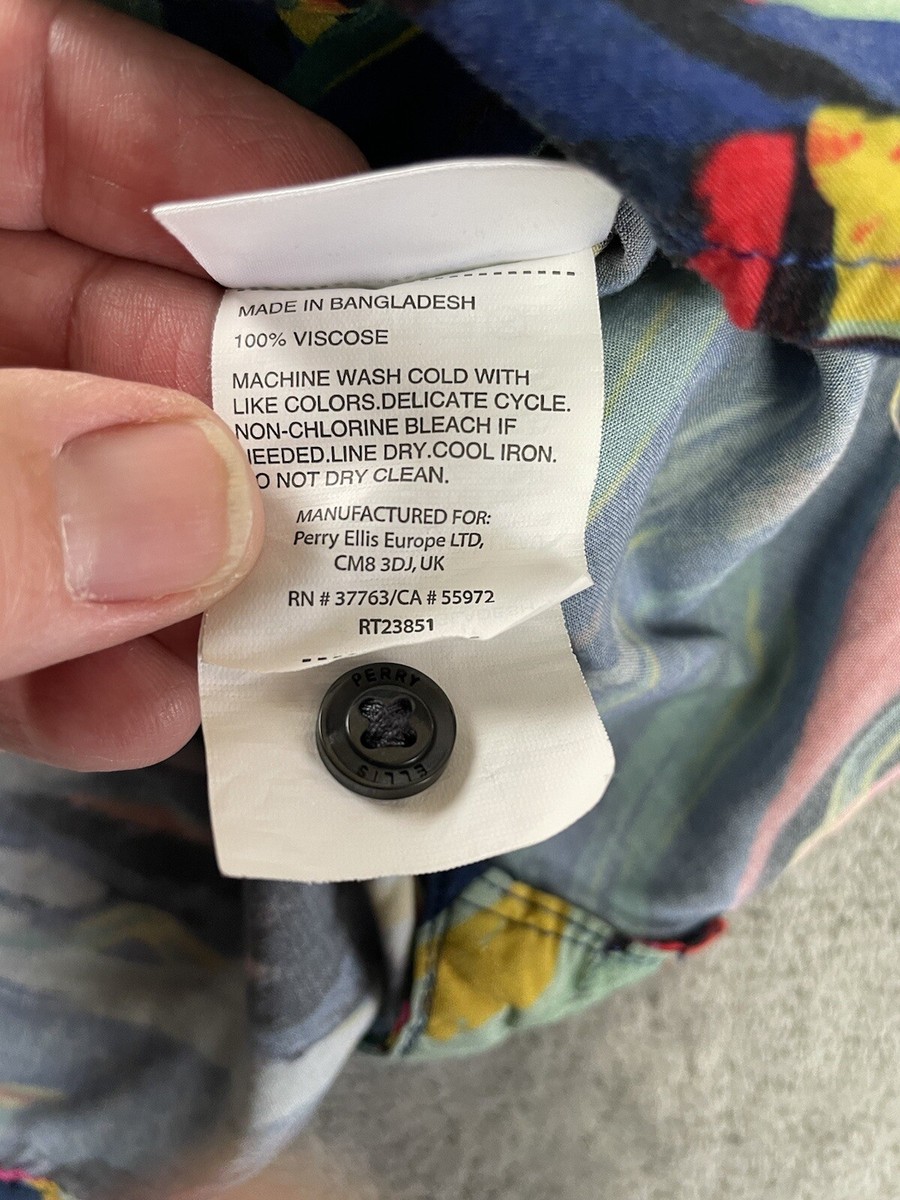 MADE IN BANGLADESH
100% VISCOSE
MACHINE WASH COLD WITH
LIKE COLORS.DELICATE CYCLE.
NON-CHLORINE BLEACH IF
NEEDED.LINE DRY.COOL IRON.
DO NOT DRY CLEAN.
MANUFACTURED FOR:
Perry Ellis Europe LTD,
CM8 3DJ, UK
RN # 37763/CA # 55972
RT23851
PERRY
ELLIS